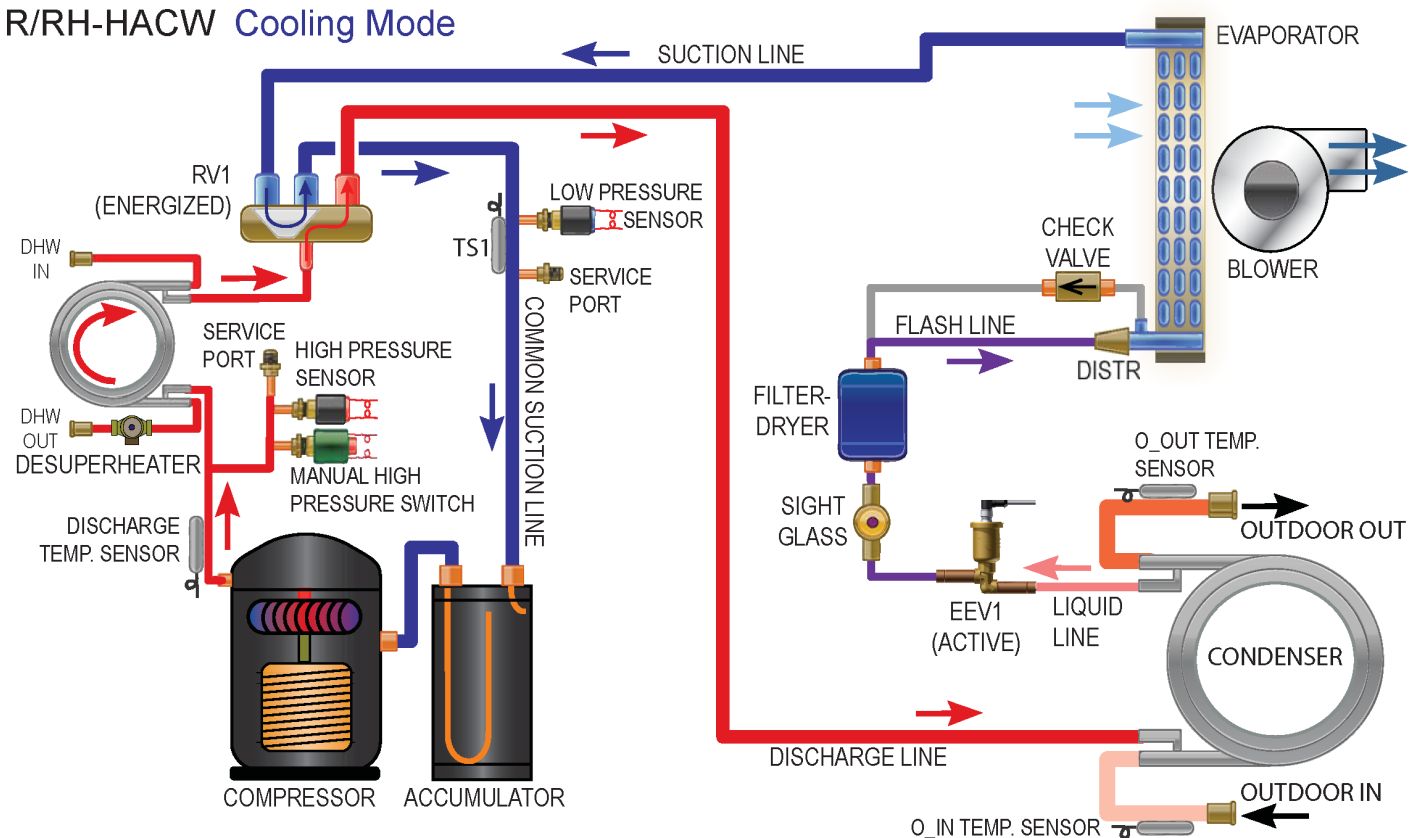 R/RH-HACW Cooling Mode
SUCTION LINE
EVAPORATOR
RV1
(ENERGIZED)
LOW PRESSURE
SENSOR
TS1
SERVICE
PORT
COMMON SUCTION LINE
CHECK
VALVE
BLOWER
DHW
IN
SERVICE
PORT
HIGH PRESSURE
SENSOR
FLASH LINE
DISTR
FILTER-
DRYER
DHW
OUT
DESUPERHEATER
MANUAL HIGH
PRESSURE SWITCH
O_OUT TEMP.
SENSOR
SIGHT
GLASS
OUTDOOR OUT
DISCHARGE
TEMP. SENSOR
EEV1
(ACTIVE)
LIQUID
LINE
CONDENSER
DISCHARGE LINE
COMPRESSOR
ACCUMULATOR
OUTDOOR IN
O_IN TEMP. SENSOR